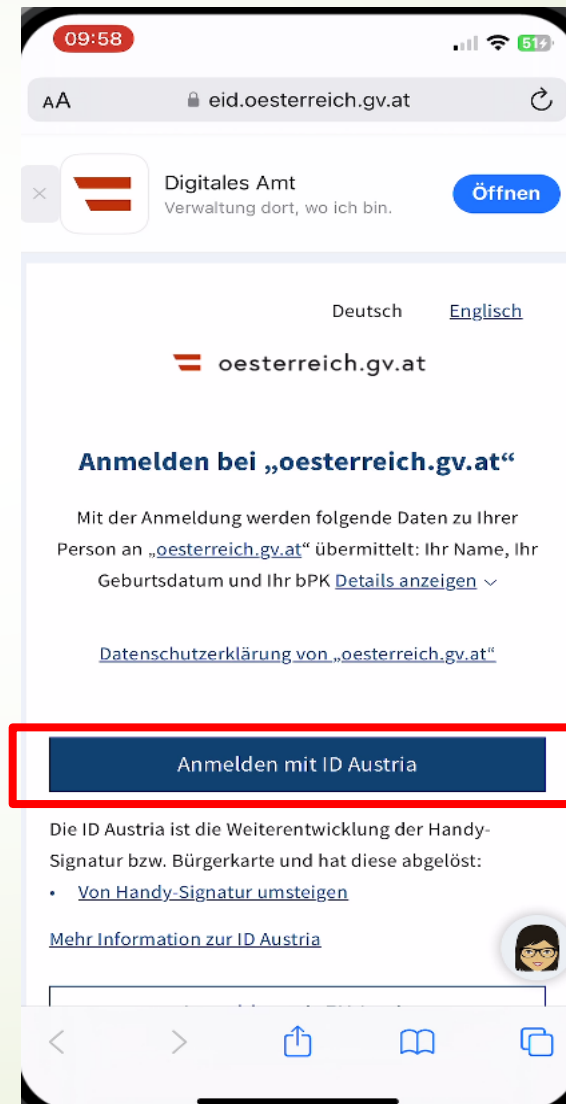 09:58
51
AA
eid.oesterreich.gv.at
Digitales Amt
Verwaltung dort, wo ich bin.
Öffnen
Deutsch Englisch
oesterreich.gv.at
Anmelden bei „oesterreich.gv.at“
Mit der Anmeldung werden folgende Daten zu Ihrer
Person an „oesterreich.gv.at“ übermittelt: Ihr Name, Ihr
Geburtsdatum und Ihr bPK Details anzeigen
Datenschutzerklärung von „oesterreich.gv.at“
Anmelden mit ID Austria
Die ID Austria ist die Weiterentwicklung der Handy-
Signatur bzw. Bürgerkarte und hat diese abgelöst:
• Von Handy-Signatur umsteigen
Mehr Information zur ID Austria